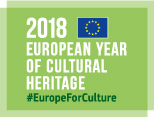 2018
EUROPEAN YEAR
OF CULTURAL
HERITAGE
#EuropeForCulture